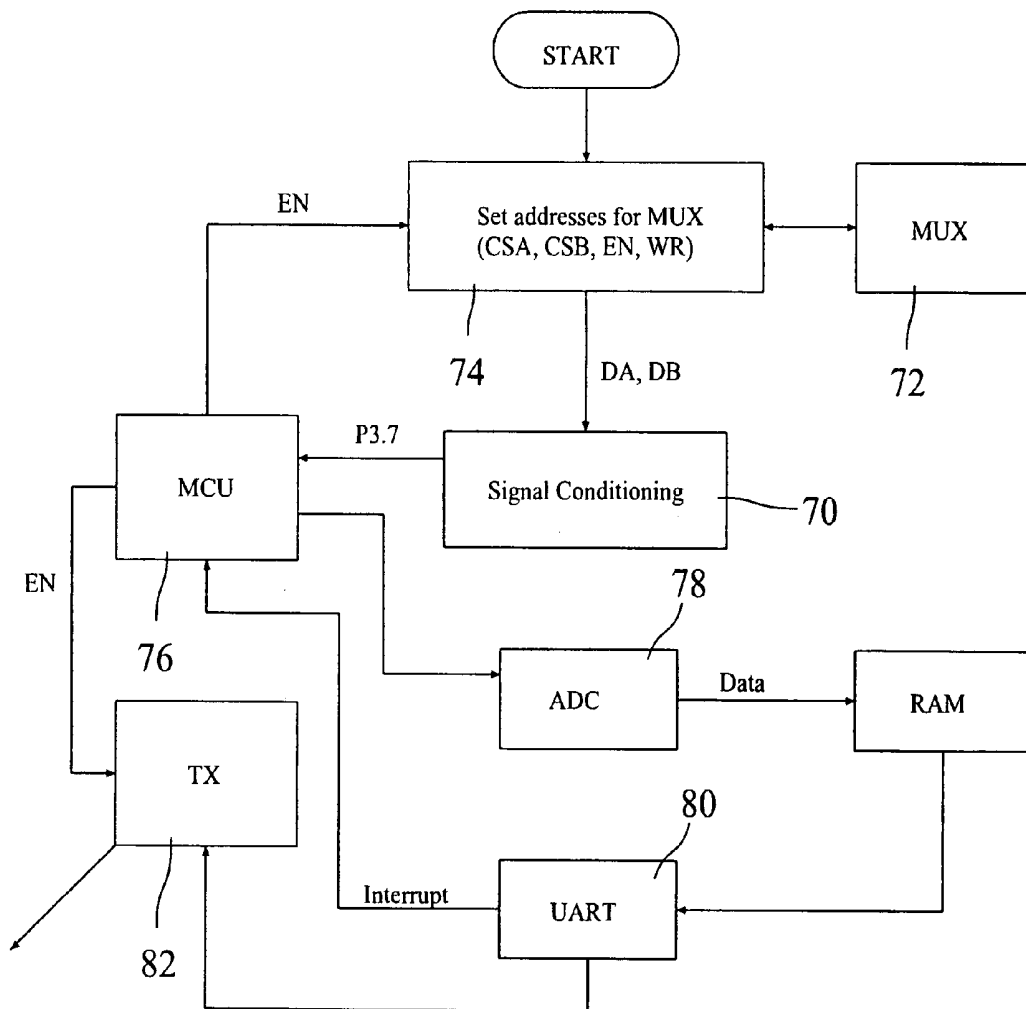 START
EN
Set addresses for MUX
(CSA, CSB, EN, WR)
MUX
74
DA, DB
72
P3.7
MCU
Signal Conditioning
70
EN
76
78
ADC
Data
RAM
TX
80
Interrupt
UART
82